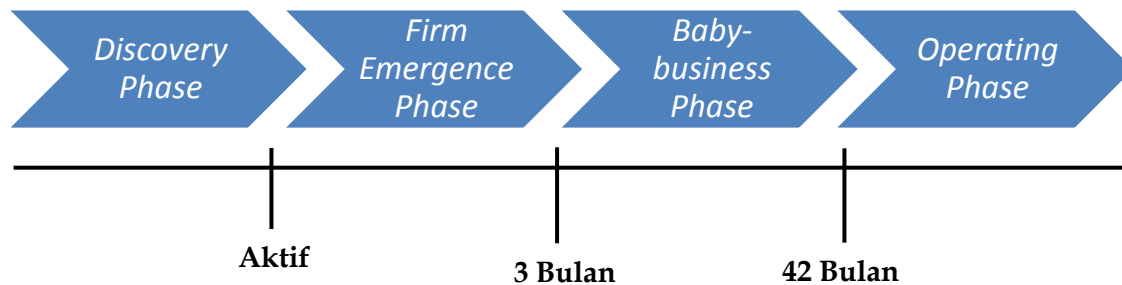 Discovery
Phase
Firm
Emergence
Phase
Baby-
business
Phase
Operating
Phase
Aktif
3 Bulan
42 Bulan